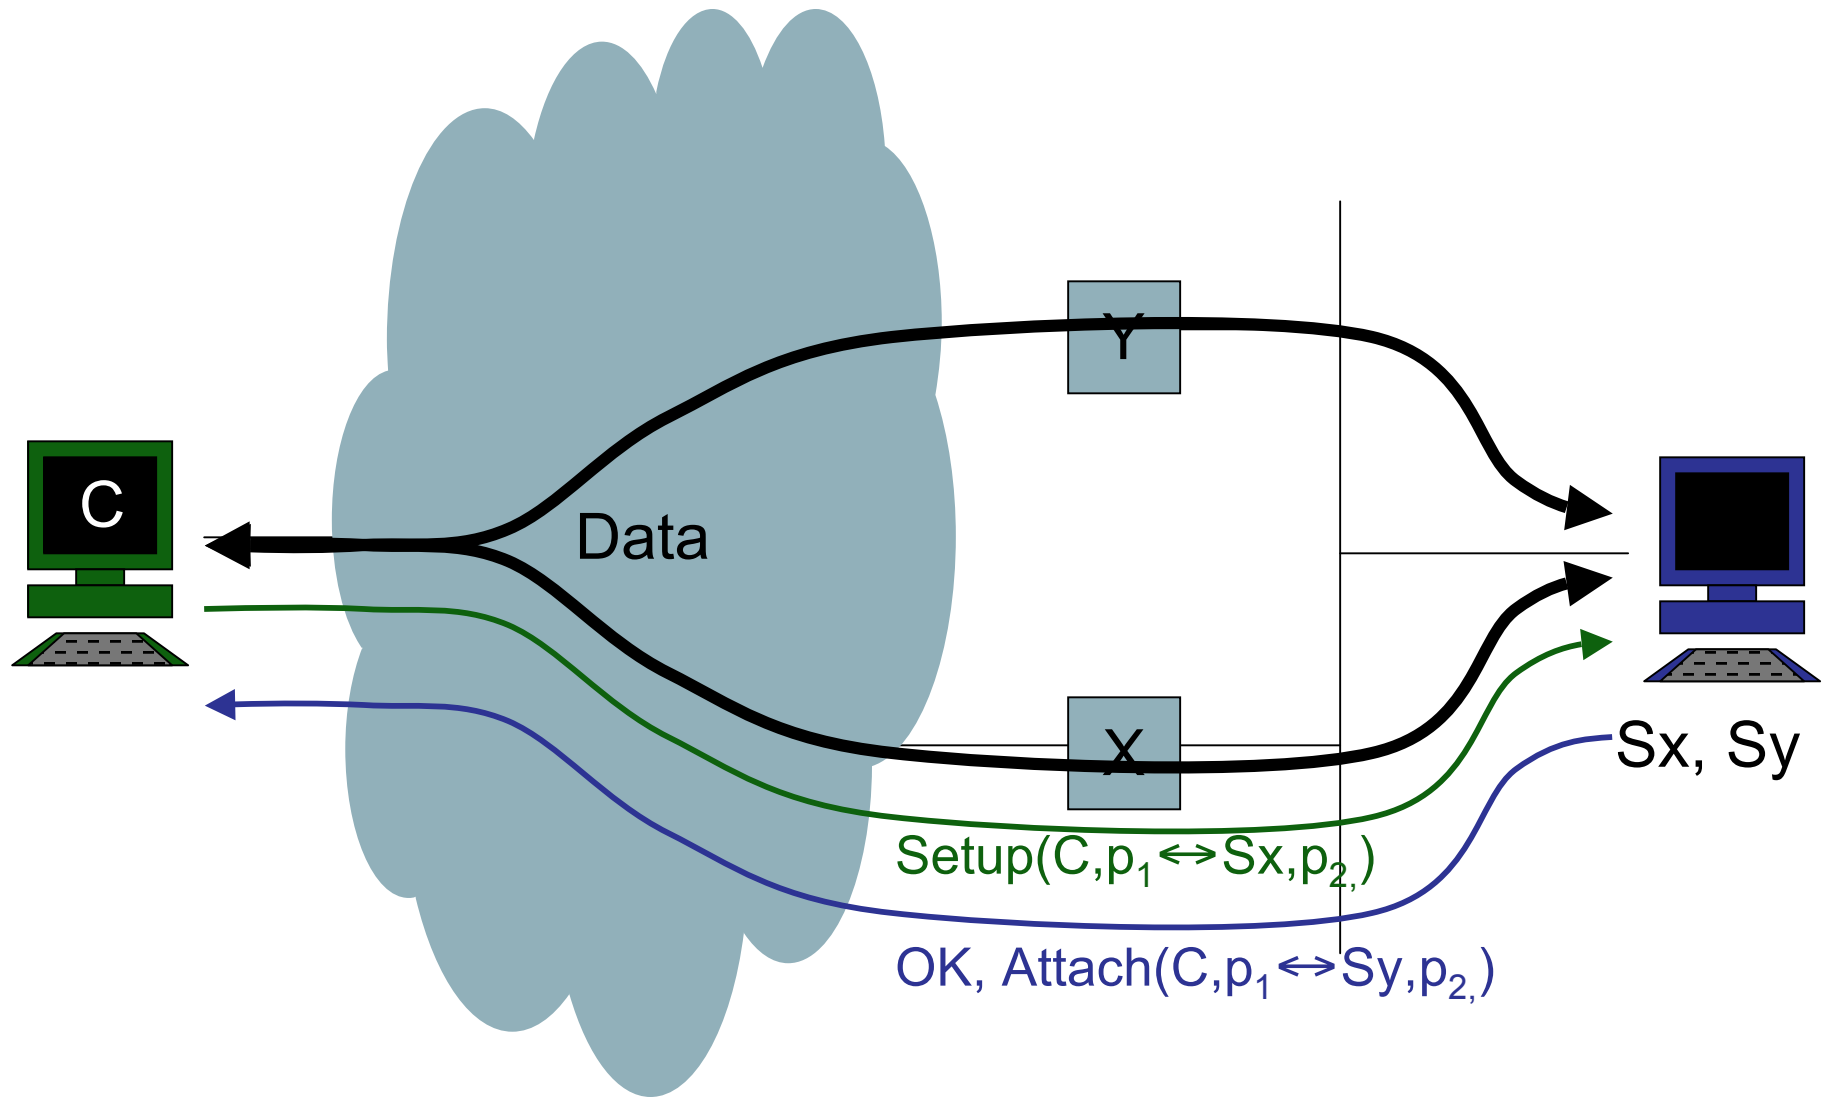 Y
C
Data
X
Sx, Sy
Setup(C,p₁<->Sx,p₂,)
OK, Attach(C,p₁<->Sy,p₂,)